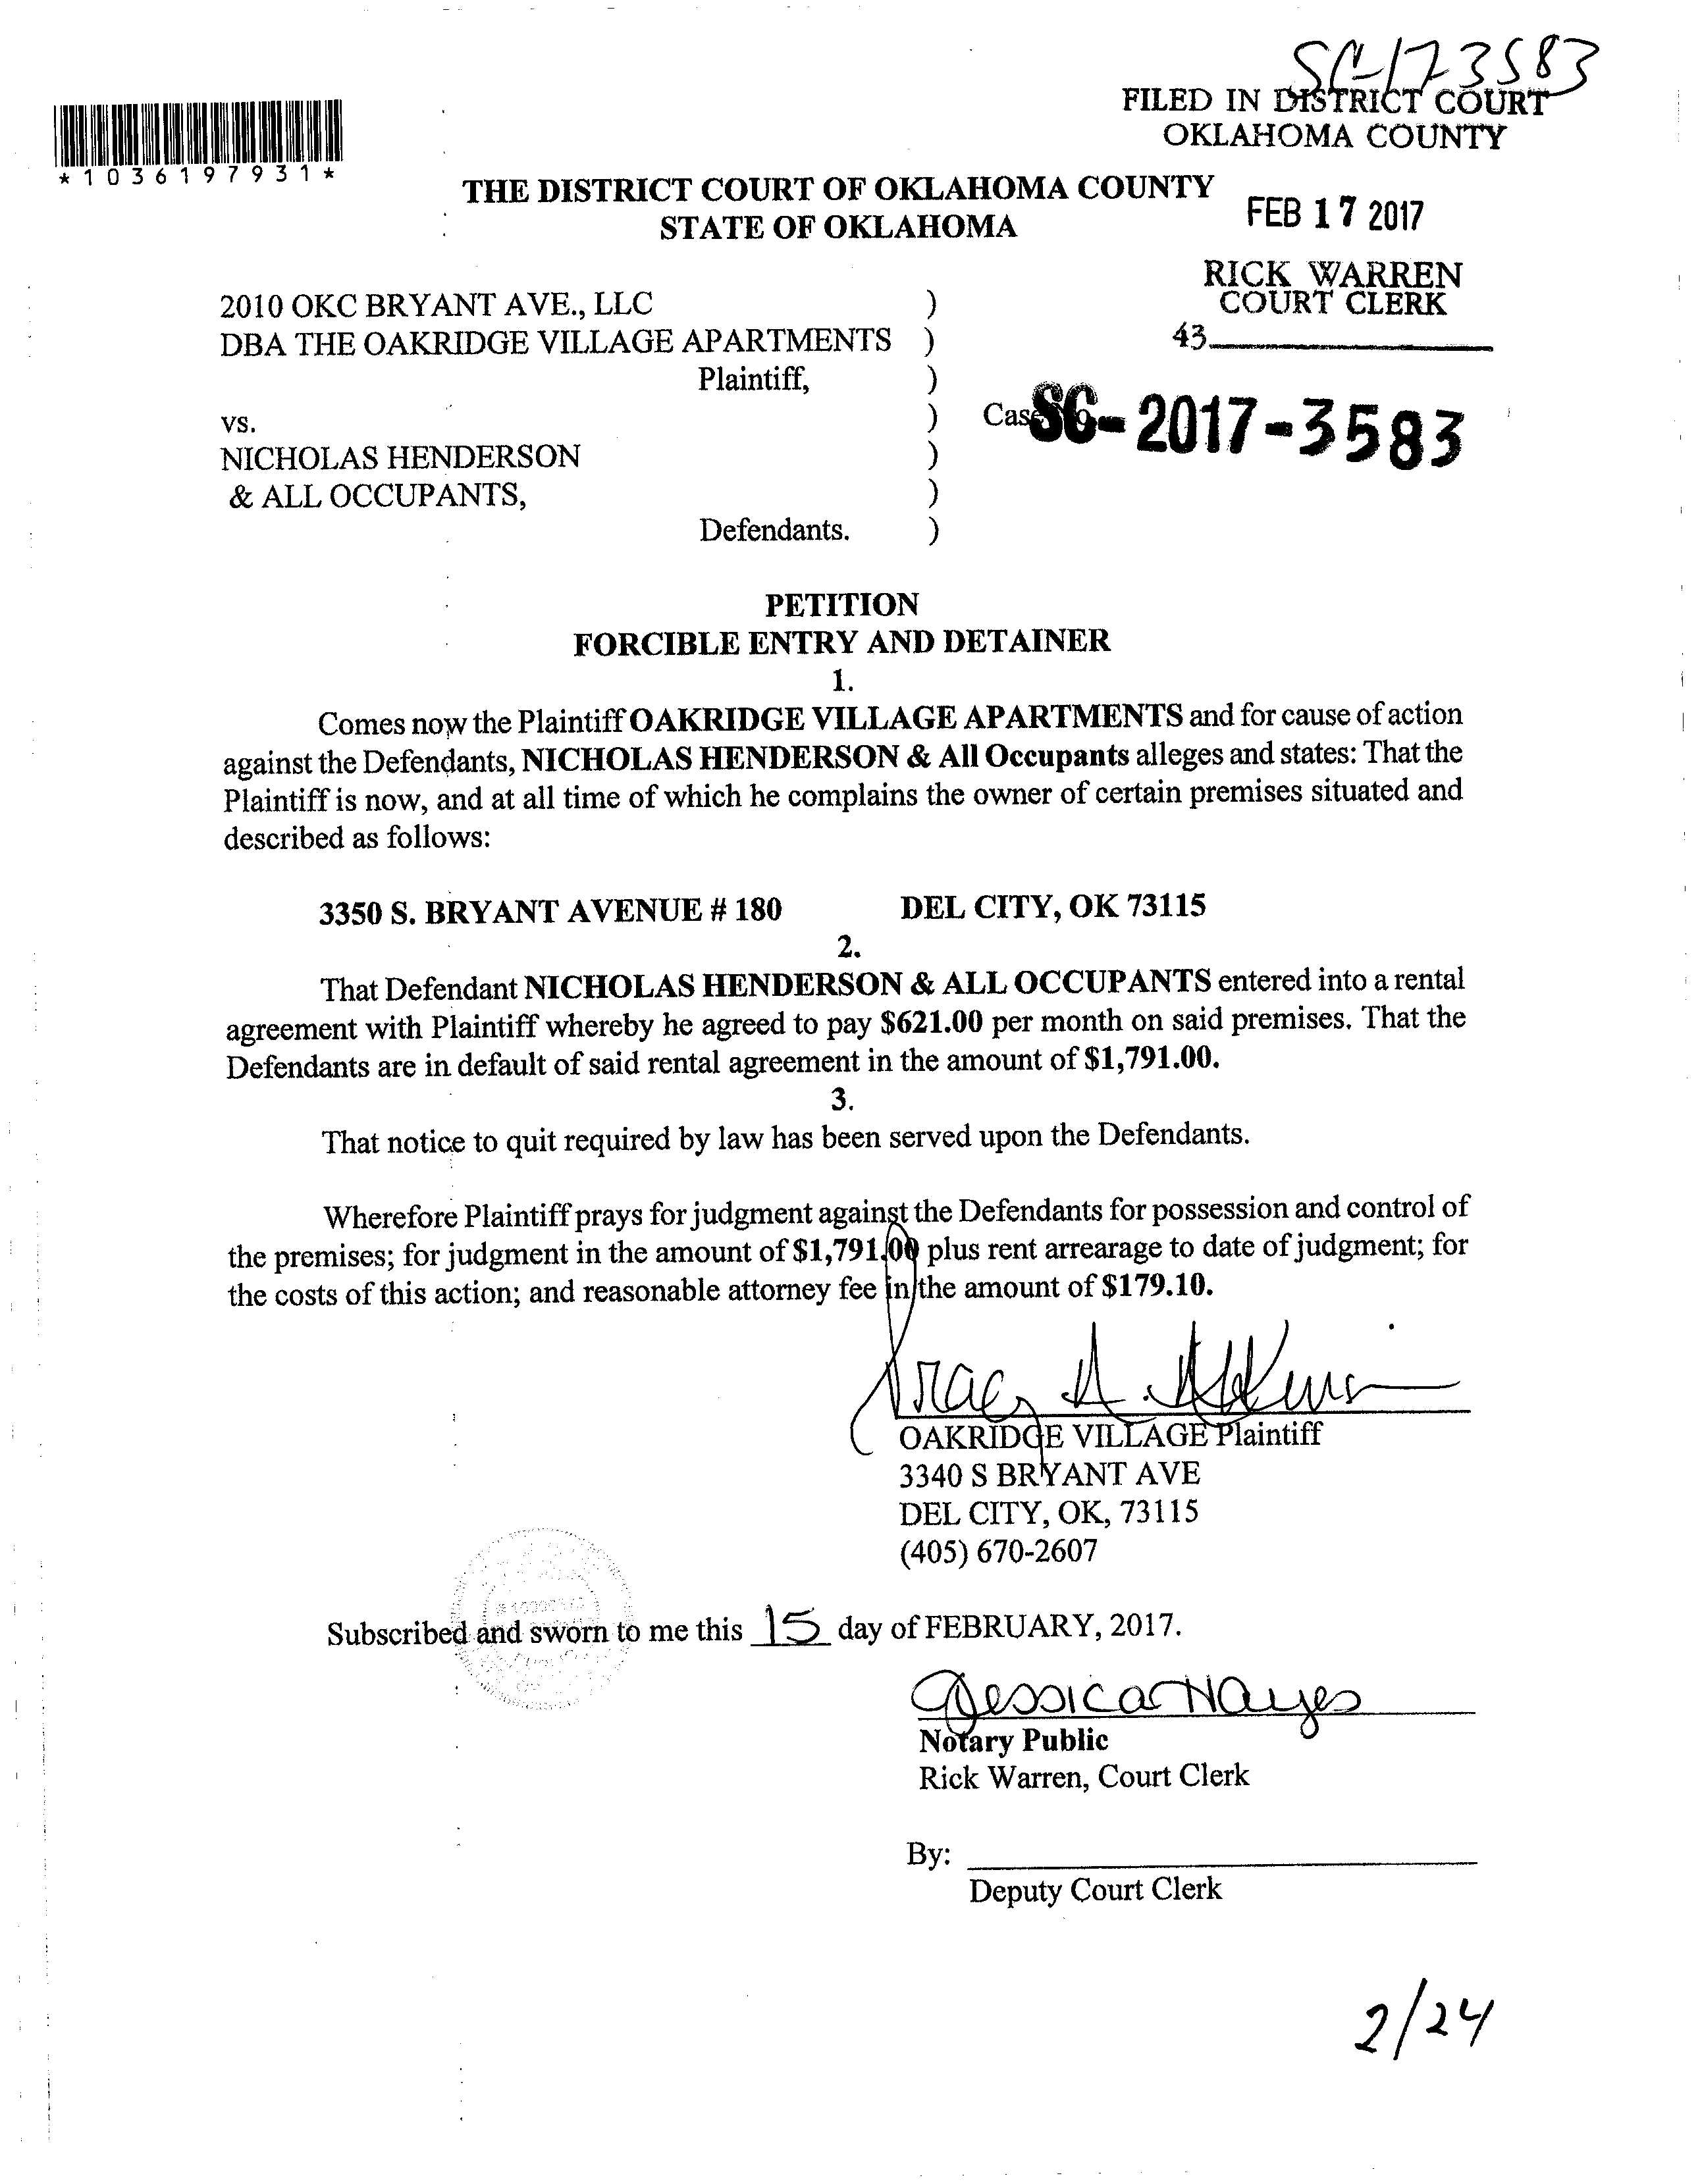 SC-17-3583
FILED IN DISTRICT COURT
OKLAHOMA COUNTY
*1036197931*
THE DISTRICT COURT OF OKLAHOMA COUNTY
STATE OF OKLAHOMA
FEB 17 2017
RICK WARREN
COURT CLERK
43
2010 OKC BRYANT AVE., LLC )
DBA THE OAKRIDGE VILLAGE APARTMENTS )
Plaintiff, )
vs. ) Case No. SC-2017-3583
NICHOLAS HENDERSON )
& ALL OCCUPANTS, )
Defendants. )
PETITION
FORCIBLE ENTRY AND DETAINER
1.
Comes now the Plaintiff OAKRIDGE VILLAGE APARTMENTS and for cause of action
against the Defendants, NICHOLAS HENDERSON & All Occupants alleges and states: That the
Plaintiff is now, and at all time of which he complains the owner of certain premises situated and
described as follows:
3350 S. BRYANT AVENUE # 180 DEL CITY, OK 73115
2.
That Defendant NICHOLAS HENDERSON & ALL OCCUPANTS entered into a rental
agreement with Plaintiff whereby he agreed to pay $621.00 per month on said premises. That the
Defendants are in default of said rental agreement in the amount of $1,791.00.
3.
That notice to quit required by law has been served upon the Defendants.
Wherefore Plaintiff prays for judgment against the Defendants for possession and control of
the premises; for judgment in the amount of $1,791.00 plus rent arrearage to date of judgment; for
the costs of this action; and reasonable attorney fee in the amount of $179.10.
OAKRIDGE VILLAGE Plaintiff
3340 S BRYANT AVE
DEL CITY, OK, 73115
(405) 670-2607
Subscribed and sworn to me this 15 day of FEBRUARY, 2017.
Jessica Hayes
Notary Public
Rick Warren, Court Clerk
By:
Deputy Court Clerk
2/24